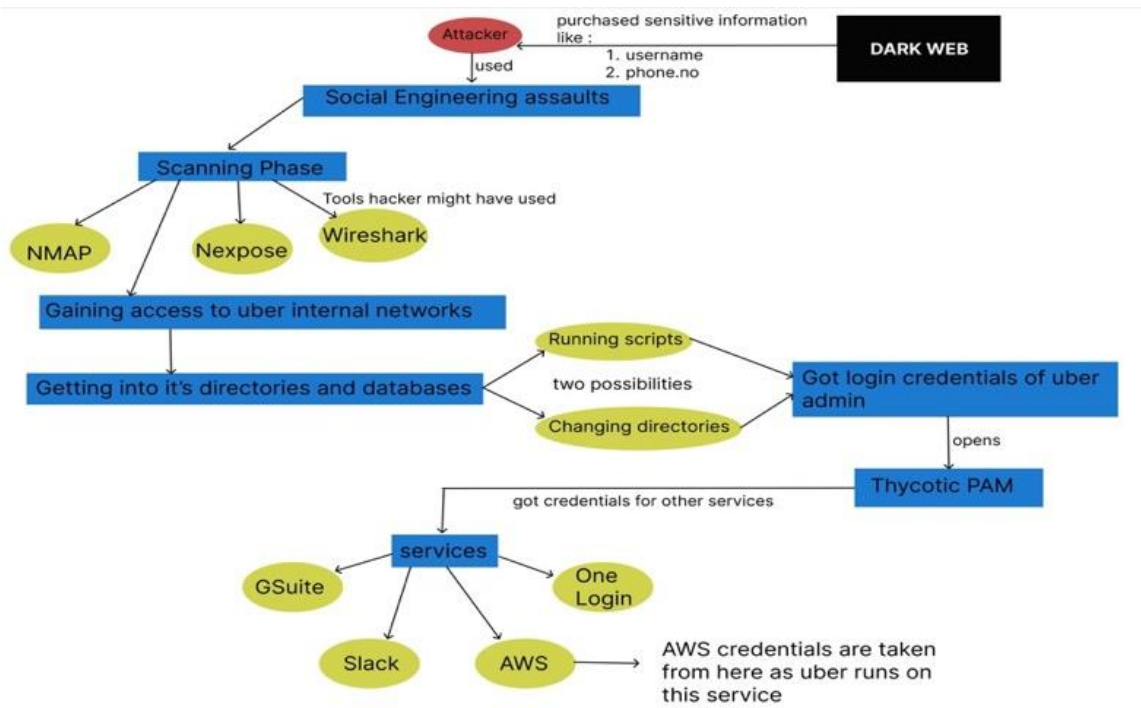 purchased sensitive information
like :
1. username
2. phone.no
Attacker
DARK WEB
used
Social Engineering assaults
Scanning Phase
Tools hacker might have used
NMAP
Nexpose
Wireshark
Gaining access to uber internal networks
Running scripts
Getting into it's directories and databases
two possibilities
Changing directories
Got login credentials of uber
admin
opens
Thycotic PAM
got credentials for other services
services
GSuite
One
Login
Slack
AWS
AWS credentials are taken
from here as uber runs on
this service